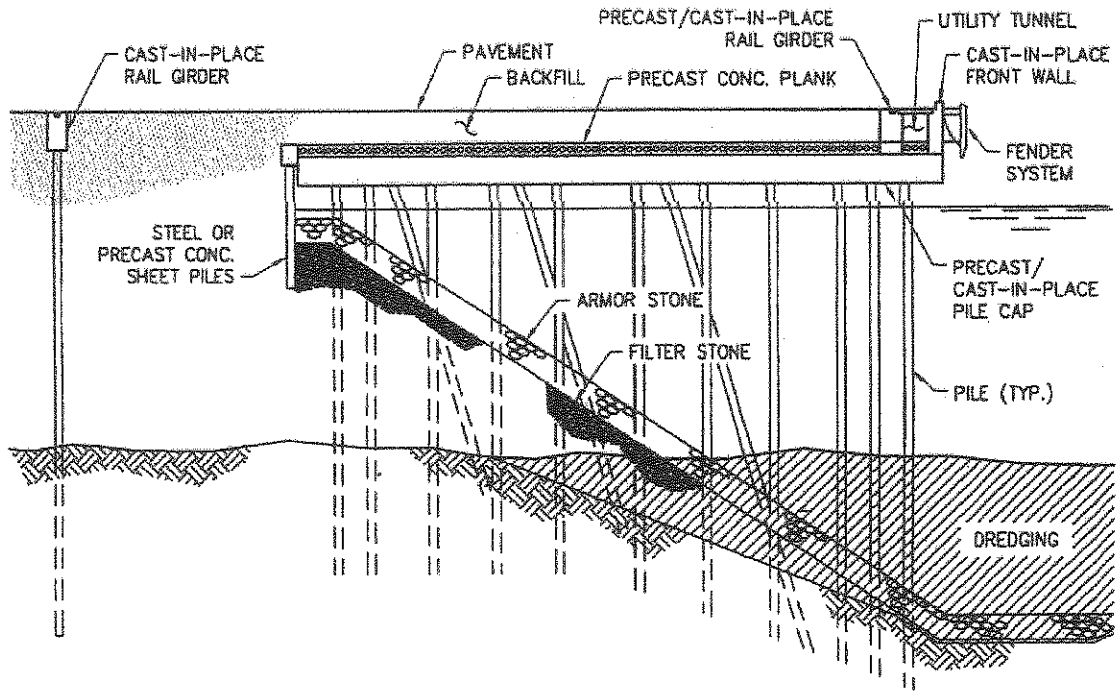 PRECAST/CAST-IN-PLACE
RAIL GIRDER
UTILITY TUNNEL
CAST-IN-PLACE
RAIL GIRDER
PAVEMENT
BACKFILL
PRECAST CONC. PLANK
CAST-IN-PLACE
FRONT WALL
FENDER
SYSTEM
STEEL OR
PRECAST CONC.
SHEET PILES
ARMOR STONE
FILTER STONE
PRECAST/
CAST-IN-PLACE
PILE CAP
PILE (TYP.)
DREDGING